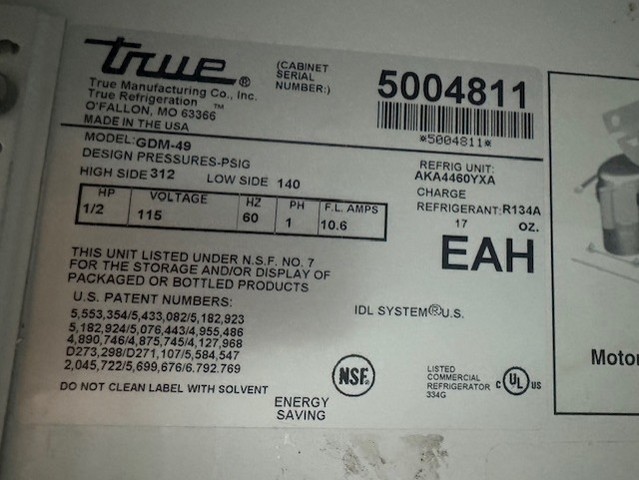 true®
(CABINET
SERIAL
NUMBER:)
5004811
*5004811*
True Manufacturing Co., Inc.
True Refrigeration ™
O'FALLON, MO 63366
MADE IN THE USA
MODEL: GDM-49
DESIGN PRESSURES-PSIG
HIGH SIDE 312 LOW SIDE 140
HP VOLTAGE HZ PH F.L. AMPS
1/2 115 60 1 10.6
REFRIG UNIT:
AKA4460YXA
CHARGE
REFRIGERANT: R134A
17 OZ.
EAH
THIS UNIT LISTED UNDER N.S.F. NO. 7
FOR THE STORAGE AND/OR DISPLAY OF
PACKAGED OR BOTTLED PRODUCTS
U.S. PATENT NUMBERS:
5,553,354/5,433,082/5,182,923
5,182,924/5,076,443/4,955,486
4,890,746/4,875,745/4,127,968
D273,298/D271,107/5,584,547
2,045,722/5,699,676/6.792.769
IDL SYSTEM®U.S.
DO NOT CLEAN LABEL WITH SOLVENT
ENERGY
SAVING
NSF.
LISTED
COMMERCIAL
REFRIGERATOR
334G
C UL US
Motor